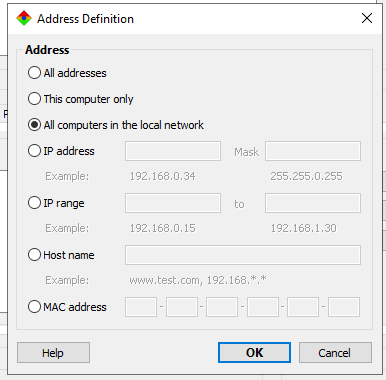 Address Definition
Address
All addresses
This computer only
All computers in the local network
IP address Mask
Example: 192.168.0.34 255.255.0.255
IP range to
Example: 192.168.0.15 192.168.1.30
Host name
Example: www.test.com, 192.168.*.*
MAC address - - - - -
Help OK Cancel